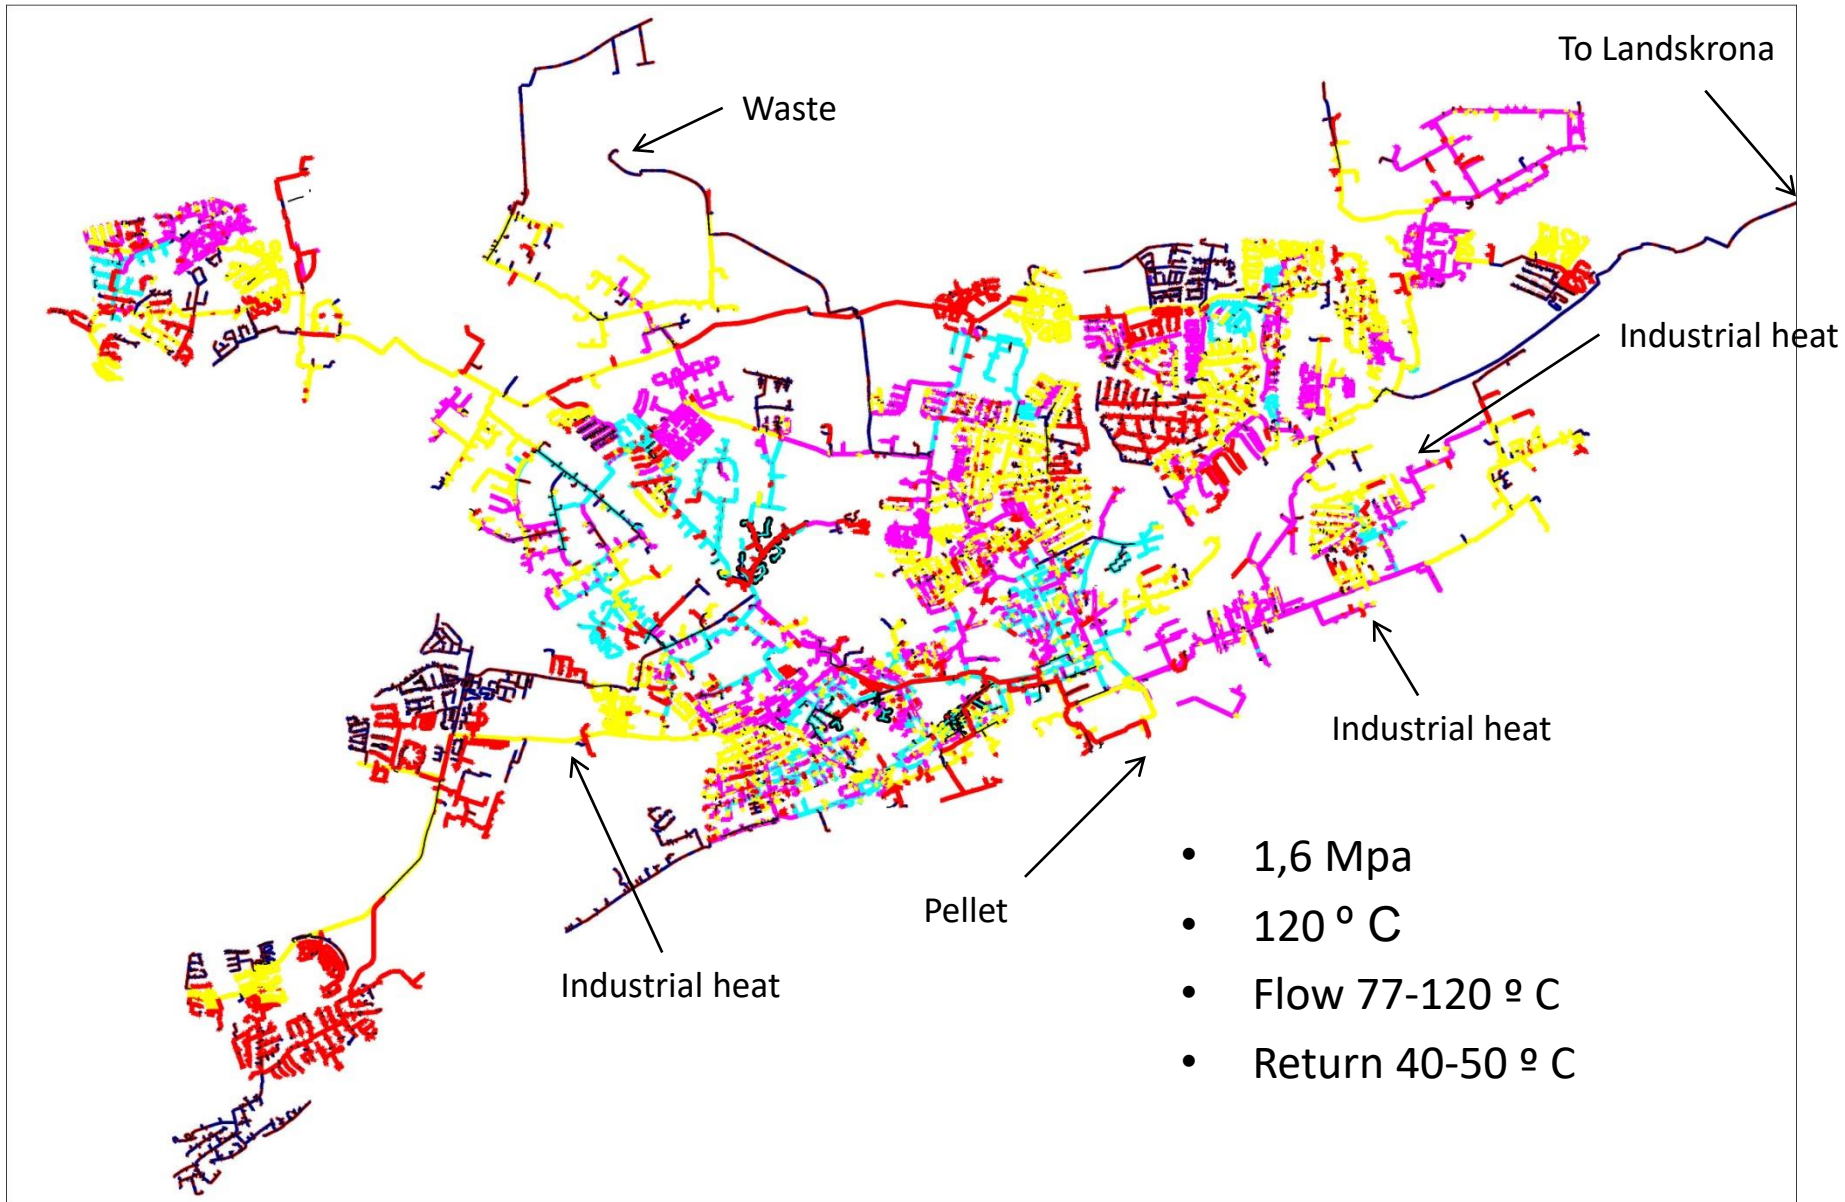 To Landskrona
Waste
Industrial heat
Industrial heat
Pellet
Industrial heat
• 1,6 Mpa
• 120 º C
• Flow 77-120 º C
• Return 40-50 º C